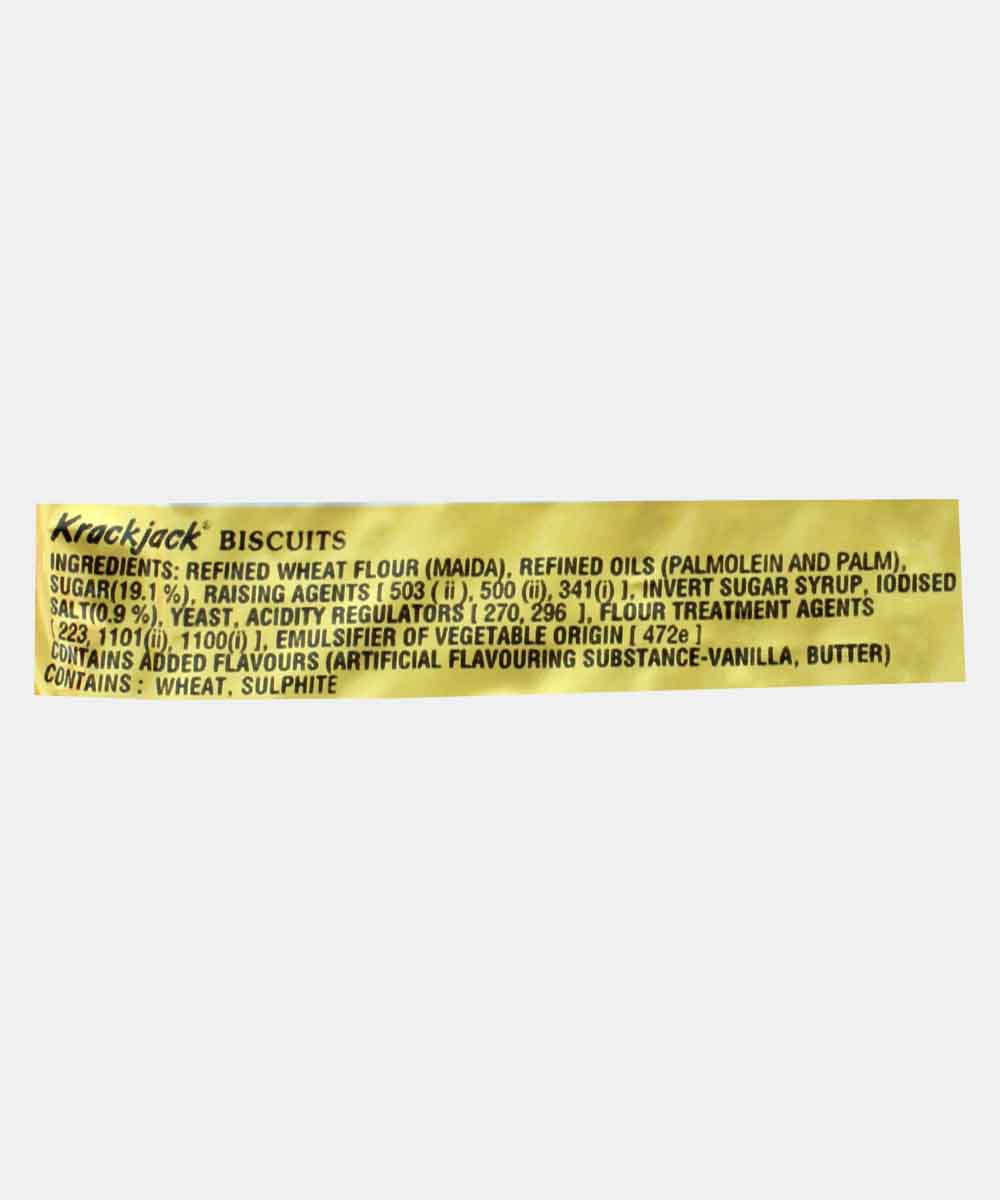 Krackjack® BISCUITS
INGREDIENTS: REFINED WHEAT FLOUR (MAIDA), REFINED OILS (PALMOLEIN AND PALM),
SUGAR(19.1 %), RAISING AGENTS [ 503 ( ii ), 500 (ii), 341(i) ], INVERT SUGAR SYRUP, IODISED
SALT(0.9 %), YEAST, ACIDITY REGULATORS [ 270, 296 ], FLOUR TREATMENT AGENTS
[ 223, 1101(ii), 1100(i) ], EMULSIFIER OF VEGETABLE ORIGIN [ 472e ]
CONTAINS ADDED FLAVOURS (ARTIFICIAL FLAVOURING SUBSTANCE-VANILLA, BUTTER)
CONTAINS : WHEAT, SULPHITE